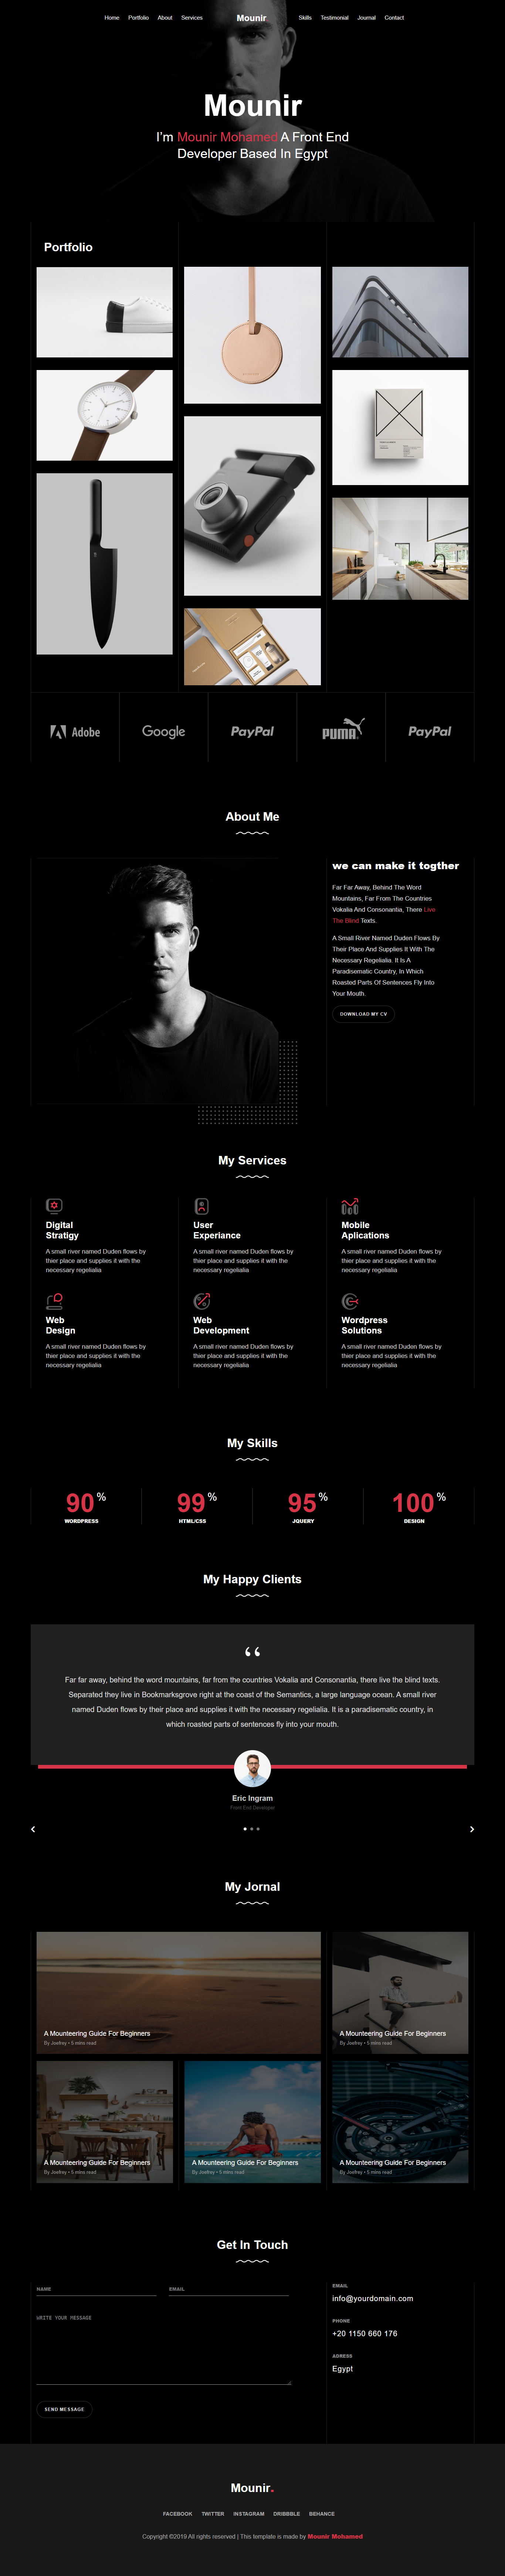 Home Portfolio About Services Mounir Skills Testimonial Journal Contact
Mounir
I'm Mounir Mohamed A Front End
Developer Based In Egypt
Portfolio
Adobe Google PayPal PUMA PayPal
About Me
we can make it togther
Far Far Away, Behind The Word
Mountains, Far From The Countries
Vokalia And Consonantia, There Live
The Blind Texts.
A Small River Named Duden Flows By
Their Place And Supplies It With The
Necessary Regelialia. It Is A
Paradisematic Country, In Which
Roasted Parts Of Sentences Fly Into
Your Mouth.
DOWNLOAD MY CV
My Services
Digital
Stratigy
A small river named Duden flows by
thier place and supplies it with the
necessary regelialia
User
Experiance
A small river named Duden flows by
thier place and supplies it with the
necessary regelialia
Mobile
Aplications
A small river named Duden flows by
thier place and supplies it with the
necessary regelialia
Web
Design
A small river named Duden flows by
thier place and supplies it with the
necessary regelialia
Web
Development
A small river named Duden flows by
thier place and supplies it with the
necessary regelialia
Wordpress
Solutions
A small river named Duden flows by
thier place and supplies it with the
necessary regelialia
My Skills
90%
WORDPRESS
99%
HTML/CSS
95%
JQUERY
100%
DESIGN
My Happy Clients
“
Far far away, behind the word mountains, far from the countries Vokalia and Consonantia, there live the blind texts.
Separated they live in Bookmarksgrove right at the coast of the Semantics, a large language ocean. A small river
named Duden flows by their place and supplies it with the necessary regelialia. It is a paradisematic country, in
which roasted parts of sentences fly into your mouth.
Eric Ingram
Front End Developer
My Jornal
A Mounteering Guide For Beginners
By Joefrey • 5 mins read
A Mounteering Guide For Beginners
By Joefrey • 5 mins read
A Mounteering Guide For Beginners
By Joefrey • 5 mins read
A Mounteering Guide For Beginners
By Joefrey • 5 mins read
A Mounteering Guide For Beginners
By Joefrey • 5 mins read
Get In Touch
NAME EMAIL
WRITE YOUR MESSAGE
SEND MESSAGE
EMAIL
info@yourdomain.com
PHONE
+20 1150 660 176
ADRESS
Egypt
Mounir.
FACEBOOK TWITTER INSTAGRAM DRIBBBLE BEHANCE
Copyright ©2019 All rights reserved | This template is made by Mounir Mohamed